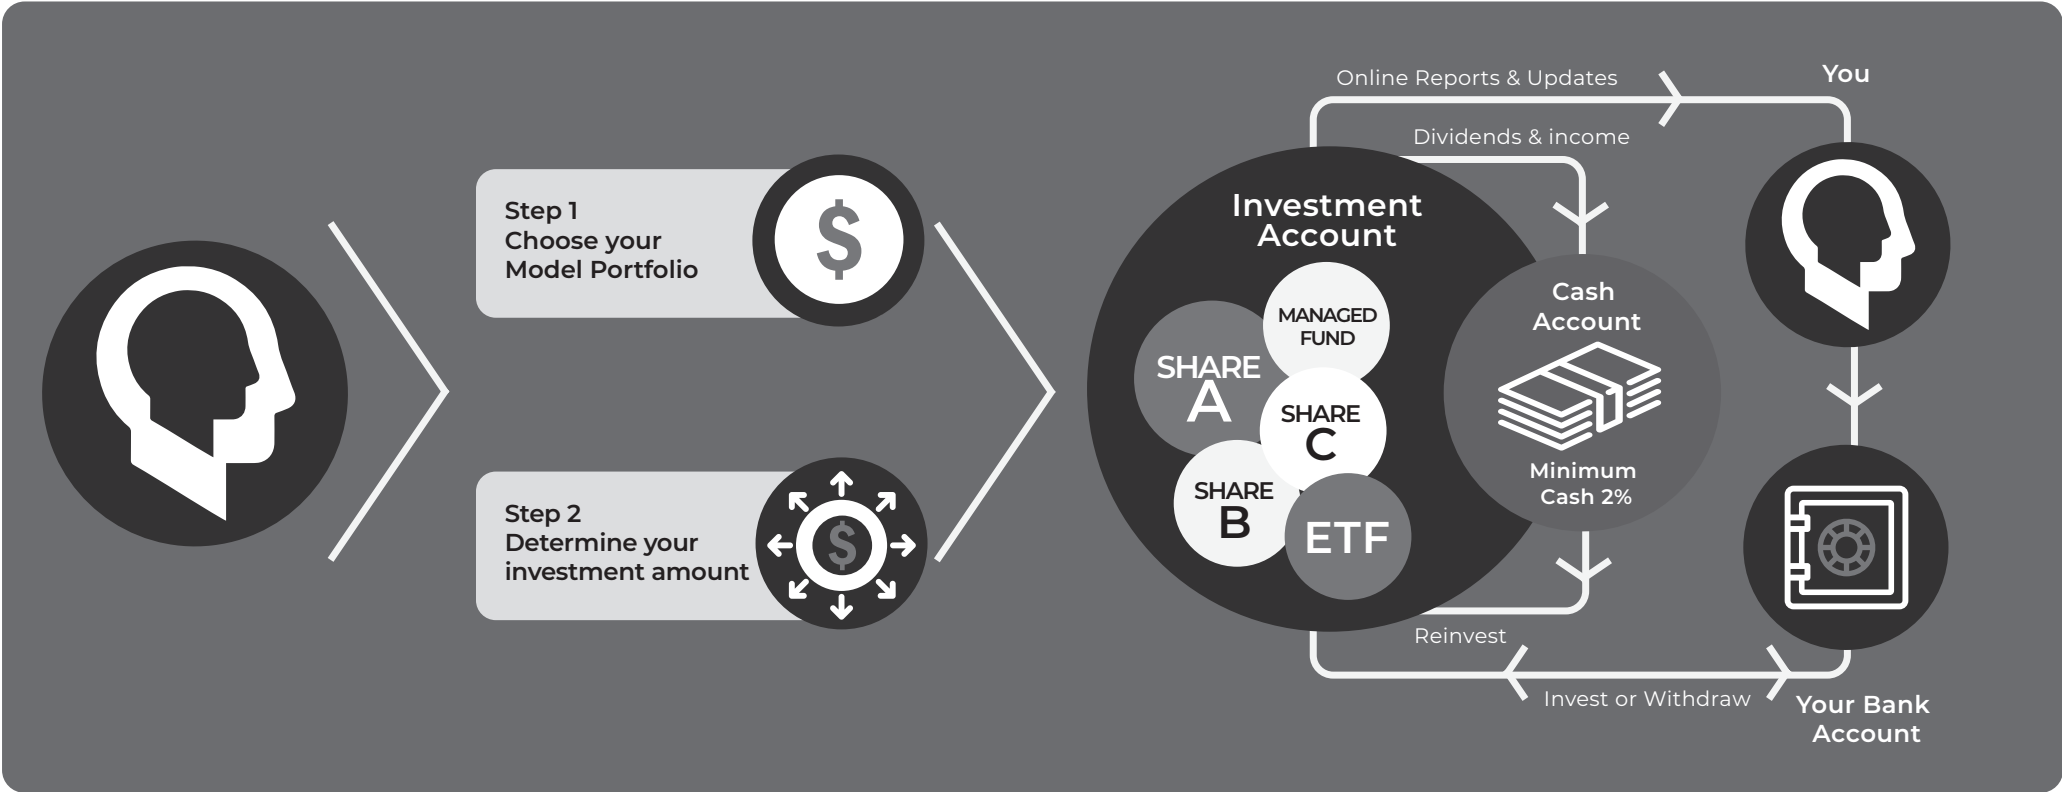 Step 1
Choose your
Model Portfolio
$
Step 2
Determine your
investment amount
$
Online Reports & Updates
You
Dividends & income
Investment
Account
MANAGED
FUND
SHARE
A
SHARE
C
SHARE
B
ETF
Cash
Account
Minimum
Cash 2%
Reinvest
Invest or Withdraw
Your Bank
Account